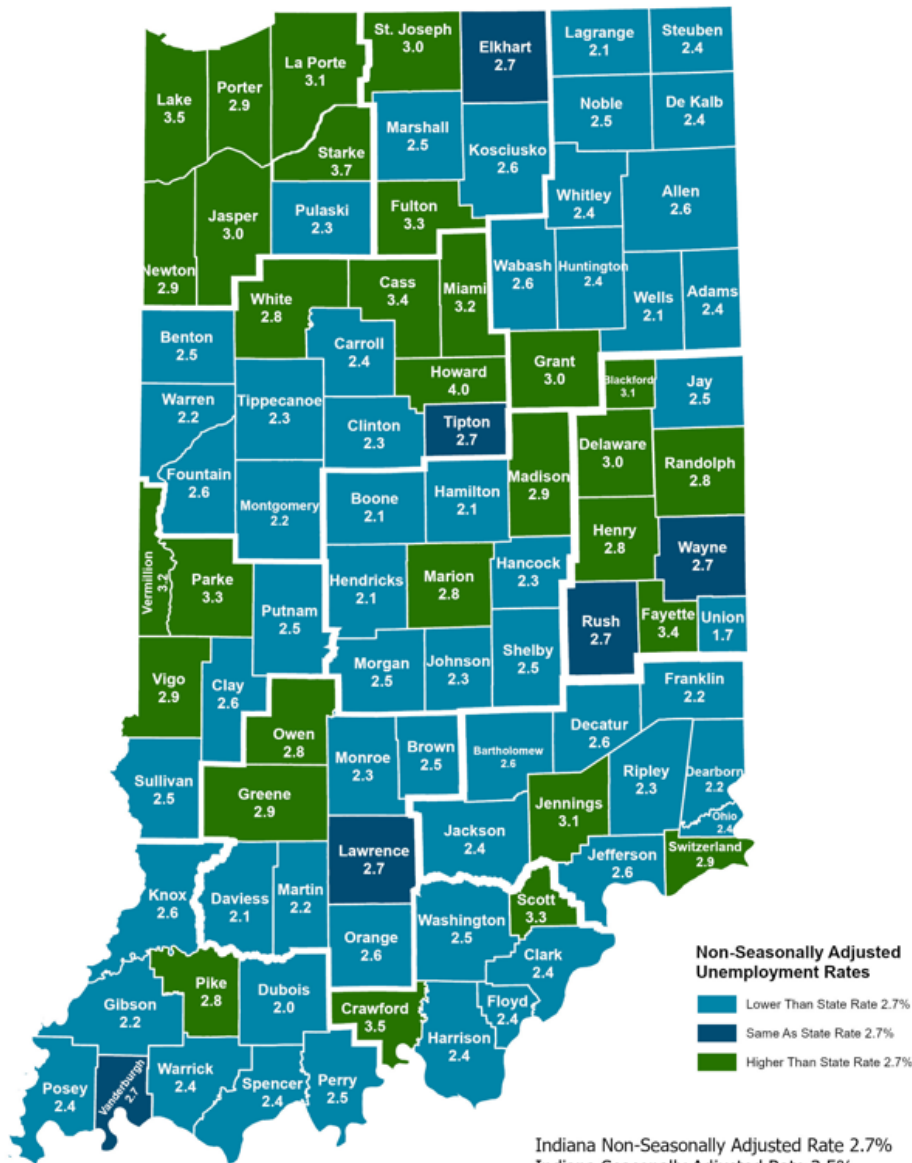 St. Joseph
3.0
Elkhart
2.7
Lagrange
2.1
Steuben
2.4
La Porte
3.1
Porter
2.9
Lake
3.5
Noble
2.5
De Kalb
2.4
Marshall
2.5
Kosciusko
2.6
Starke
3.7
Whitley
2.4
Allen
2.6
Pulaski
2.3
Fulton
3.3
Jasper
3.0
Newton
2.9
Wabash
2.6
Huntington
2.4
Wells
2.1
Adams
2.4
White
2.8
Cass
3.4
Miami
3.2
Benton
2.5
Carroll
2.4
Howard
4.0
Grant
3.0
Blackford
3.1
Jay
2.5
Warren
2.2
Tippecanoe
2.3
Clinton
2.3
Tipton
2.7
Delaware
3.0
Randolph
2.8
Fountain
2.6
Montgomery
2.2
Boone
2.1
Hamilton
2.1
Madison
2.9
Henry
2.8
Wayne
2.7
Vermillion
3.2
Parke
3.3
Putnam
2.5
Hendricks
2.1
Marion
2.8
Hancock
2.3
Rush
2.7
Fayette
3.4
Union
1.7
Vigo
2.9
Clay
2.6
Morgan
2.5
Johnson
2.3
Shelby
2.5
Franklin
2.2
Owen
2.8
Monroe
2.3
Brown
2.5
Bartholomew
2.6
Decatur
2.6
Ripley
2.3
Dearborn
2.2
Ohio
2.4
Sullivan
2.5
Greene
2.9
Jennings
3.1
Jackson
2.4
Lawrence
2.7
Jefferson
2.6
Switzerland
2.9
Knox
2.6
Daviess
2.1
Martin
2.2
Orange
2.6
Washington
2.5
Scott
3.3
Clark
2.4
Pike
2.8
Dubois
2.0
Gibson
2.2
Crawford
3.5
Floyd
2.4
Harrison
2.4
Posey
2.4
Vanderburgh
2.7
Warrick
2.4
Spencer
2.4
Perry
2.5
Non-Seasonally Adjusted
Unemployment Rates
Lower Than State Rate 2.7%
Same As State Rate 2.7%
Higher Than State Rate 2.7%
Indiana Non-Seasonally Adjusted Rate 2.7%